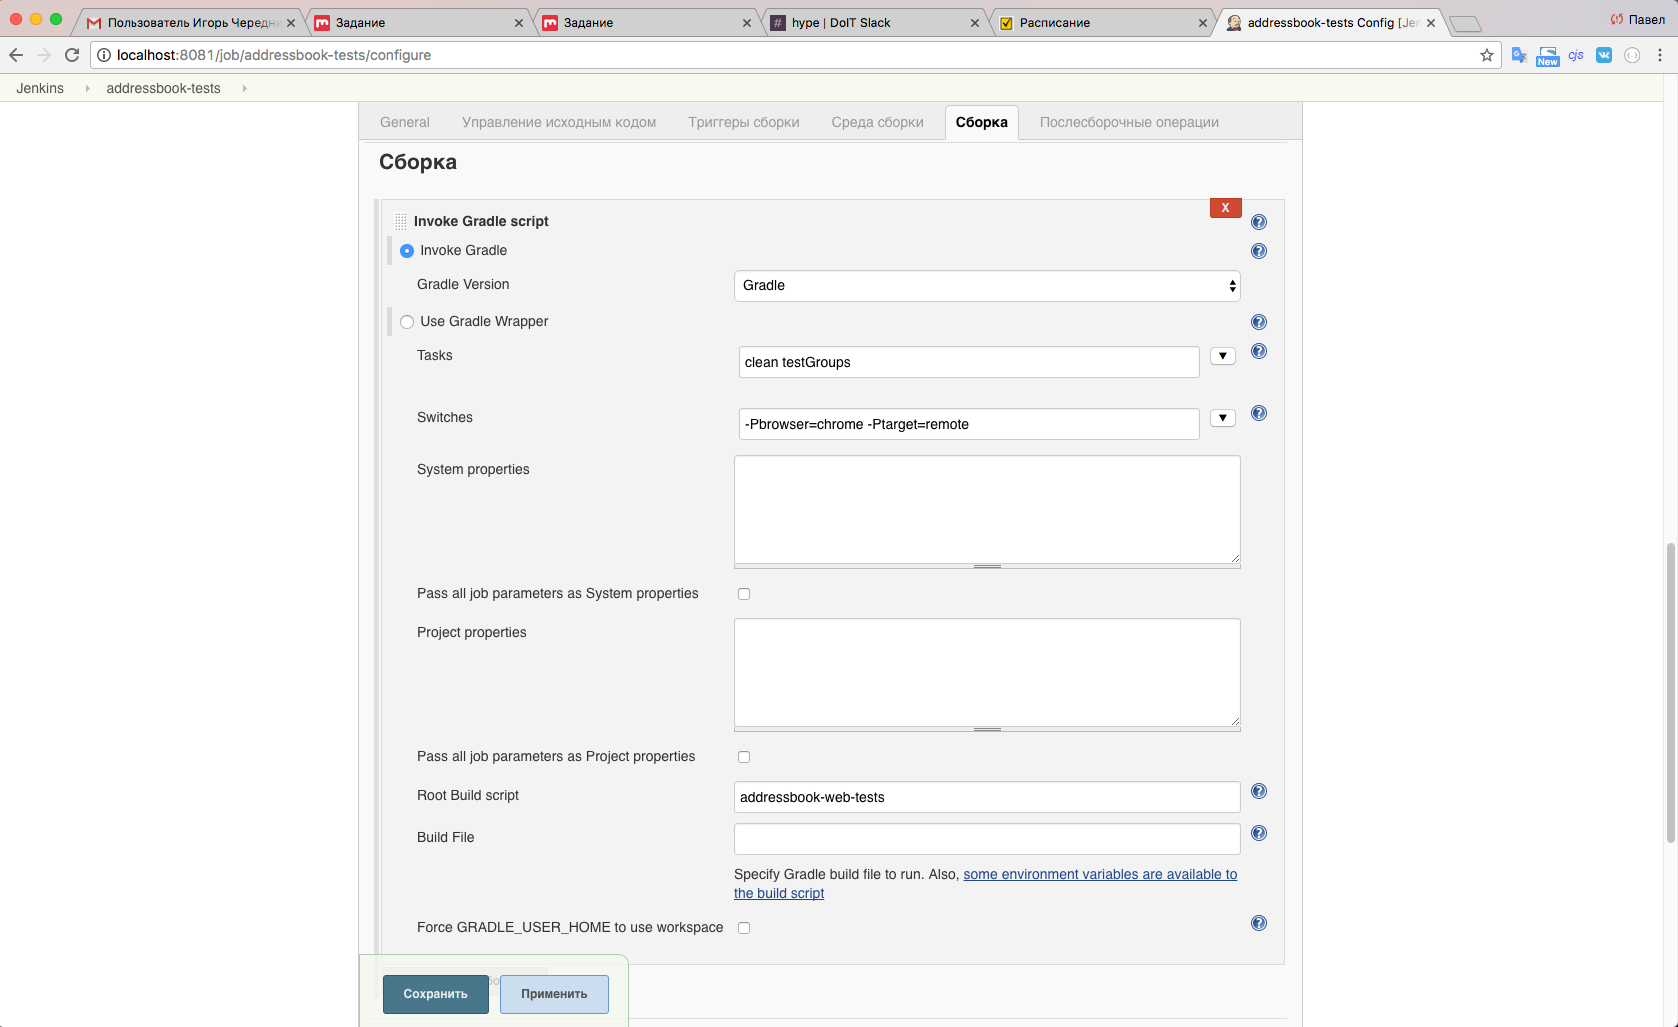 Пользователь Игорь Чередни
Задание
Задание
hype | DoIT Slack
Расписание
addressbook-tests Config [Jen
Павел
localhost:8081/job/addressbook-tests/configure
New
cjs
Jenkins
addressbook-tests
General
Управление исходным кодом
Триггеры сборки
Среда сборки
Сборка
Послесборочные операции
Сборка
X
Invoke Gradle script
Invoke Gradle
Gradle Version
Gradle
Use Gradle Wrapper
Tasks
clean testGroups
Switches
-Pbrowser=chrome -Ptarget=remote
System properties
Pass all job parameters as System properties
Project properties
Pass all job parameters as Project properties
Root Build script
addressbook-web-tests
Build File
Specify Gradle build file to run. Also, some environment variables are available to
the build script
Force GRADLE_USER_HOME to use workspace
Сохранить
Применить